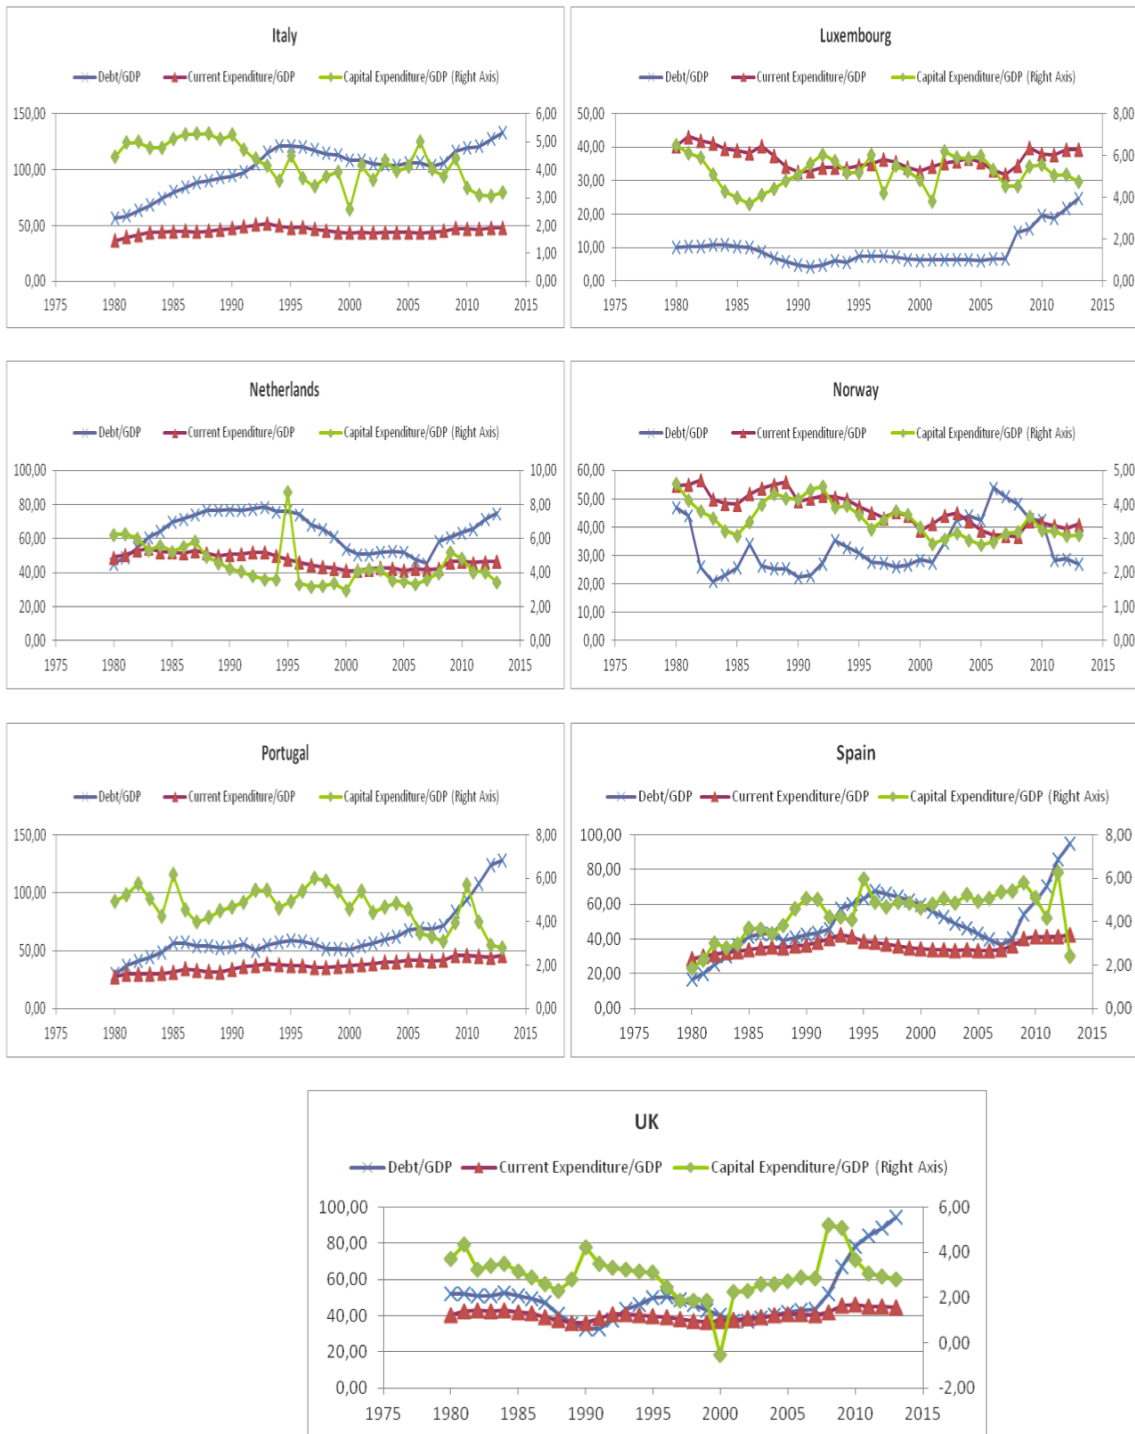 Italy
Debt/GDP Current Expenditure/GDP Capital Expenditure/GDP (Right Axis)
150,00 6,00
5,00
100,00 4,00
3,00
50,00 2,00
1,00
0,00 0,00
1975 1980 1985 1990 1995 2000 2005 2010 2015
Luxembourg
Debt/GDP Current Expenditure/GDP Capital Expenditure/GDP (Right Axis)
50,00 8,00
40,00 6,00
30,00
4,00
20,00
10,00 2,00
0,00 0,00
1975 1980 1985 1990 1995 2000 2005 2010 2015
Netherlands
Debt/GDP Current Expenditure/GDP Capital Expenditure/GDP (Right Axis)
100,00 10,00
80,00 8,00
60,00 6,00
40,00 4,00
20,00 2,00
0,00 0,00
1975 1980 1985 1990 1995 2000 2005 2010 2015
Norway
Debt/GDP Current Expenditure/GDP Capital Expenditure/GDP (Right Axis)
60,00 5,00
50,00 4,00
40,00
3,00
30,00
2,00
20,00
10,00 1,00
0,00 0,00
1975 1980 1985 1990 1995 2000 2005 2010 2015
Portugal
Debt/GDP Current Expenditure/GDP Capital Expenditure/GDP (Right Axis)
150,00 8,00
100,00 6,00
4,00
50,00
2,00
0,00 0,00
1975 1980 1985 1990 1995 2000 2005 2010 2015
Spain
Debt/GDP Current Expenditure/GDP Capital Expenditure/GDP (Right Axis)
100,00 8,00
80,00 6,00
60,00
4,00
40,00
20,00 2,00
0,00 0,00
1975 1980 1985 1990 1995 2000 2005 2010 2015
UK
Debt/GDP Current Expenditure/GDP Capital Expenditure/GDP (Right Axis)
100,00 6,00
80,00 4,00
60,00
2,00
40,00
0,00
20,00
0,00 -2,00
1975 1980 1985 1990 1995 2000 2005 2010 2015